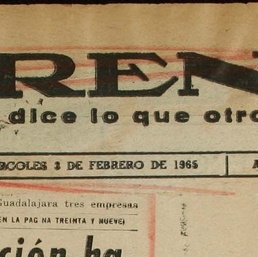 REN
dice lo que otro
RCOLES 3 DE FEBRERO DE 1965
Guadalajara tres empresas
EN LA PAG NA TREINTA Y NUEVE)
ción ha